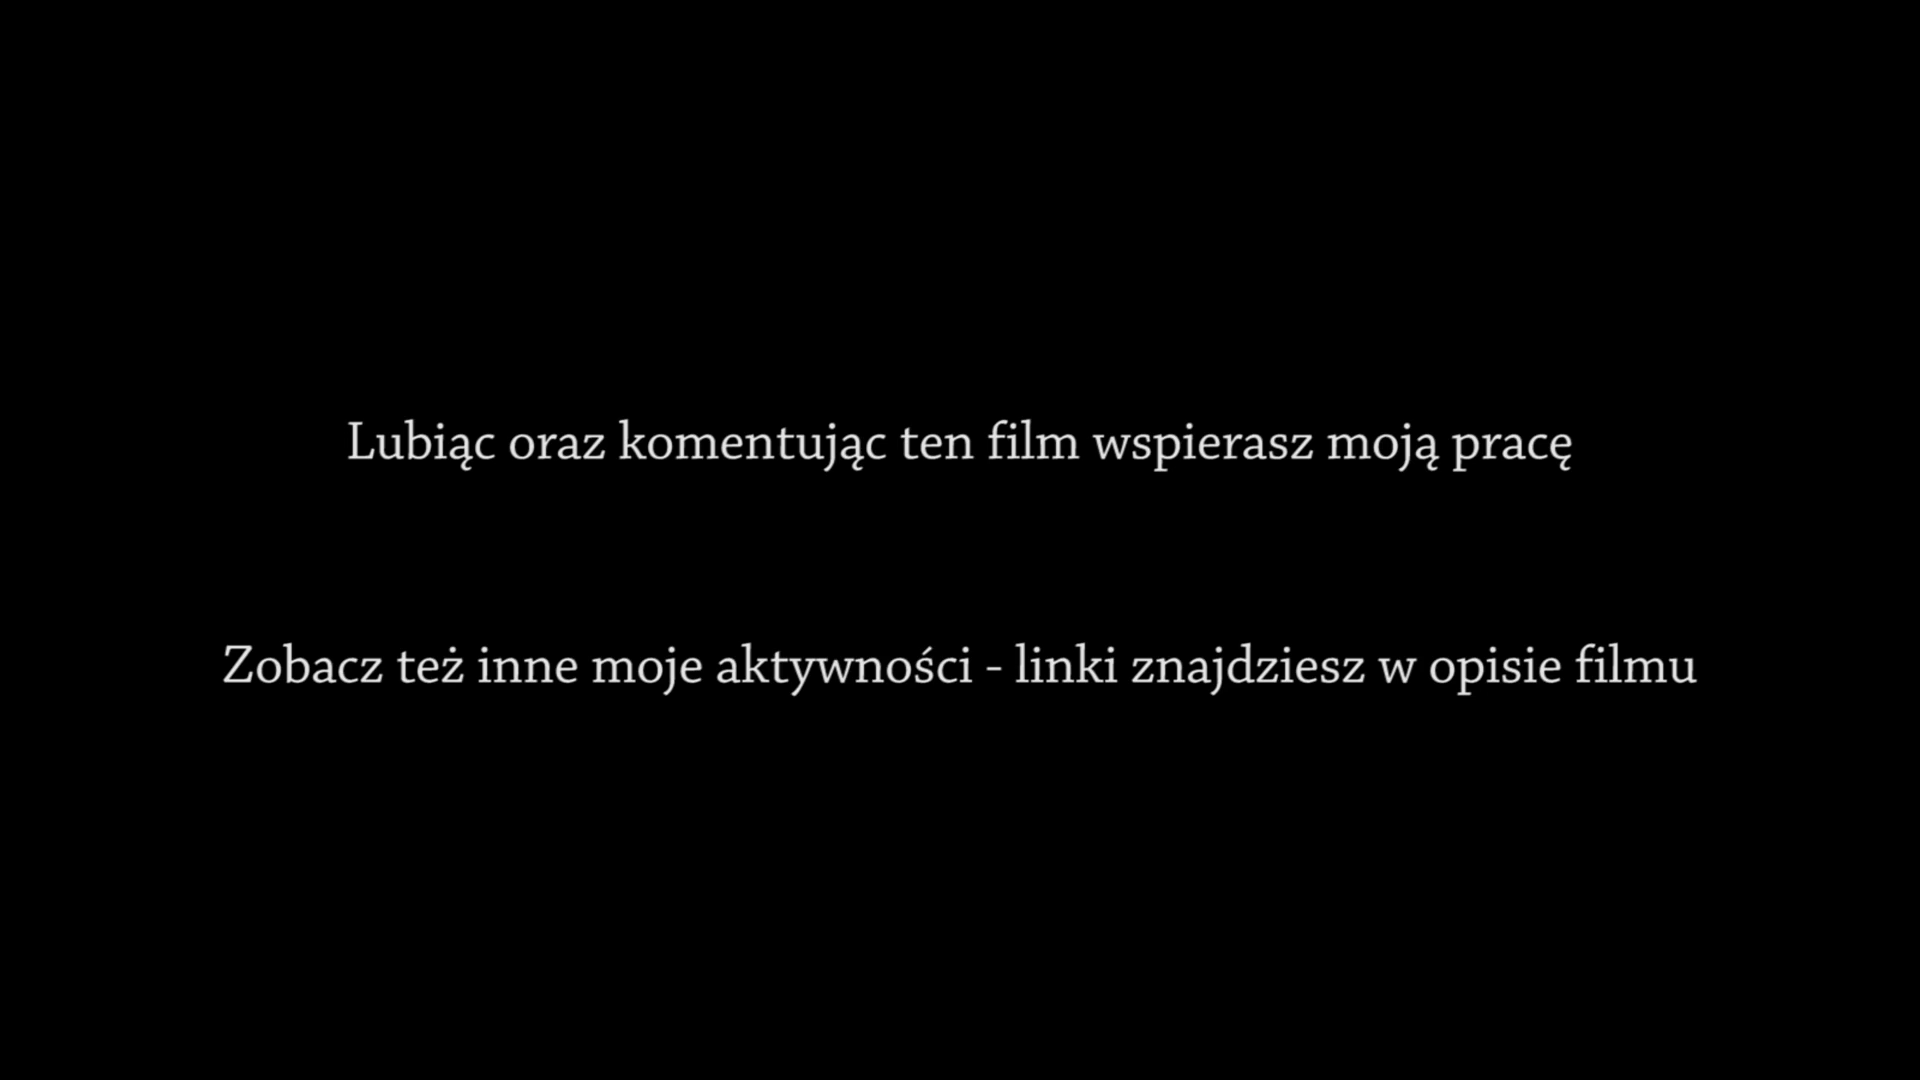 Lubiąc oraz komentując ten film wspierasz moją pracę
Zobacz też inne moje aktywności - linki znajdziesz w opisie filmu